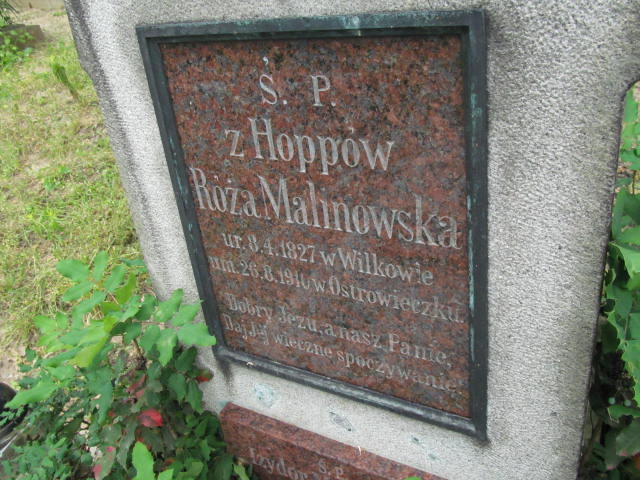 Ś. P.
z Hoppów
Róża Malinowska
ur. 8.4.1827 w Wilkowie
um. 26.8.1910 w Ostrowieczku.
Dobry Jezu, a nasz Panie,
Daj Jej wieczne spoczywanie.
Ś. P.
Izydor